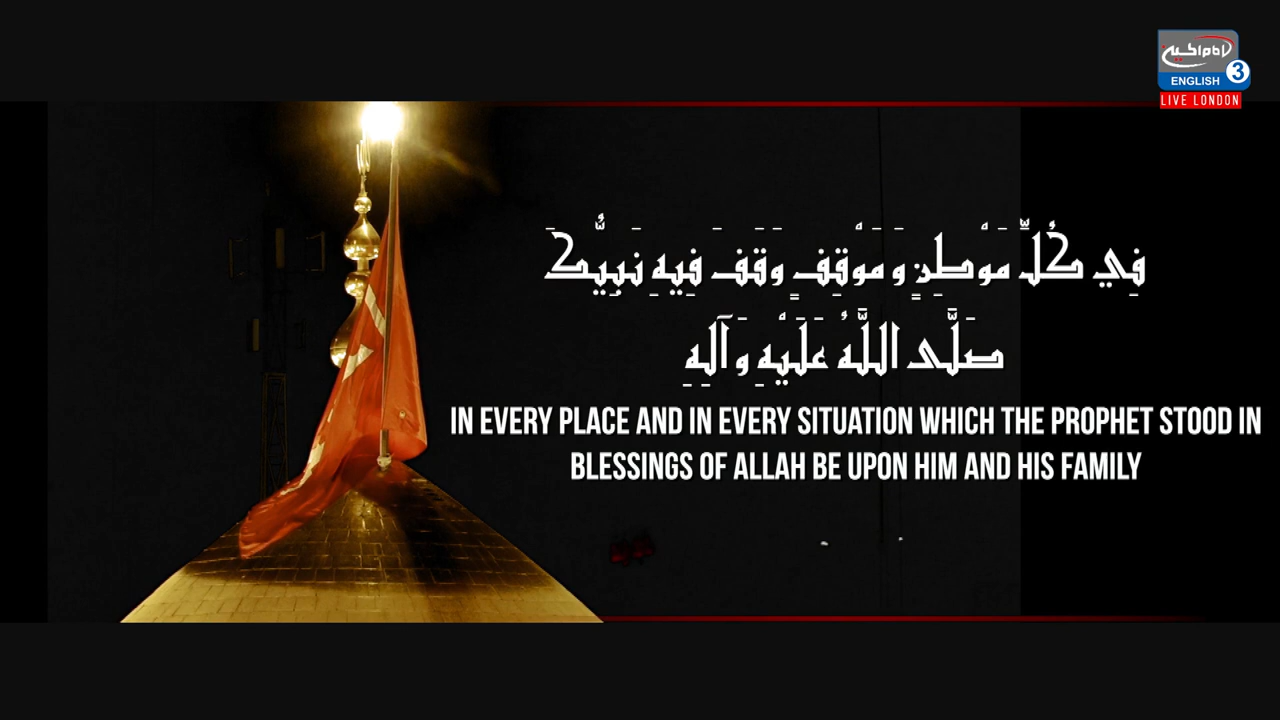 ENGLISH 3
LIVE LONDON
فِي كُلِّ مَوْطِنٍ وَ مَوْقِفٍ وَقَفَ فِيهِ نَبِيُّكَ
صَلَّى اللَّهُ عَلَيْهِ وَ آلِهِ
IN EVERY PLACE AND IN EVERY SITUATION WHICH THE PROPHET STOOD IN
BLESSINGS OF ALLAH BE UPON HIM AND HIS FAMILY